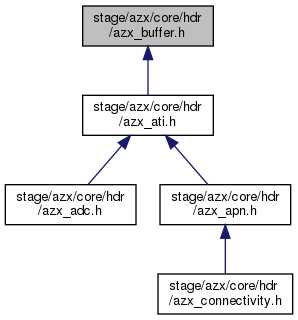 stage/azx/core/hdr
/azx_buffer.h
stage/azx/core/hdr
/azx_ati.h
stage/azx/core/hdr
/azx_adc.h
stage/azx/core/hdr
/azx_apn.h
stage/azx/core/hdr
/azx_connectivity.h